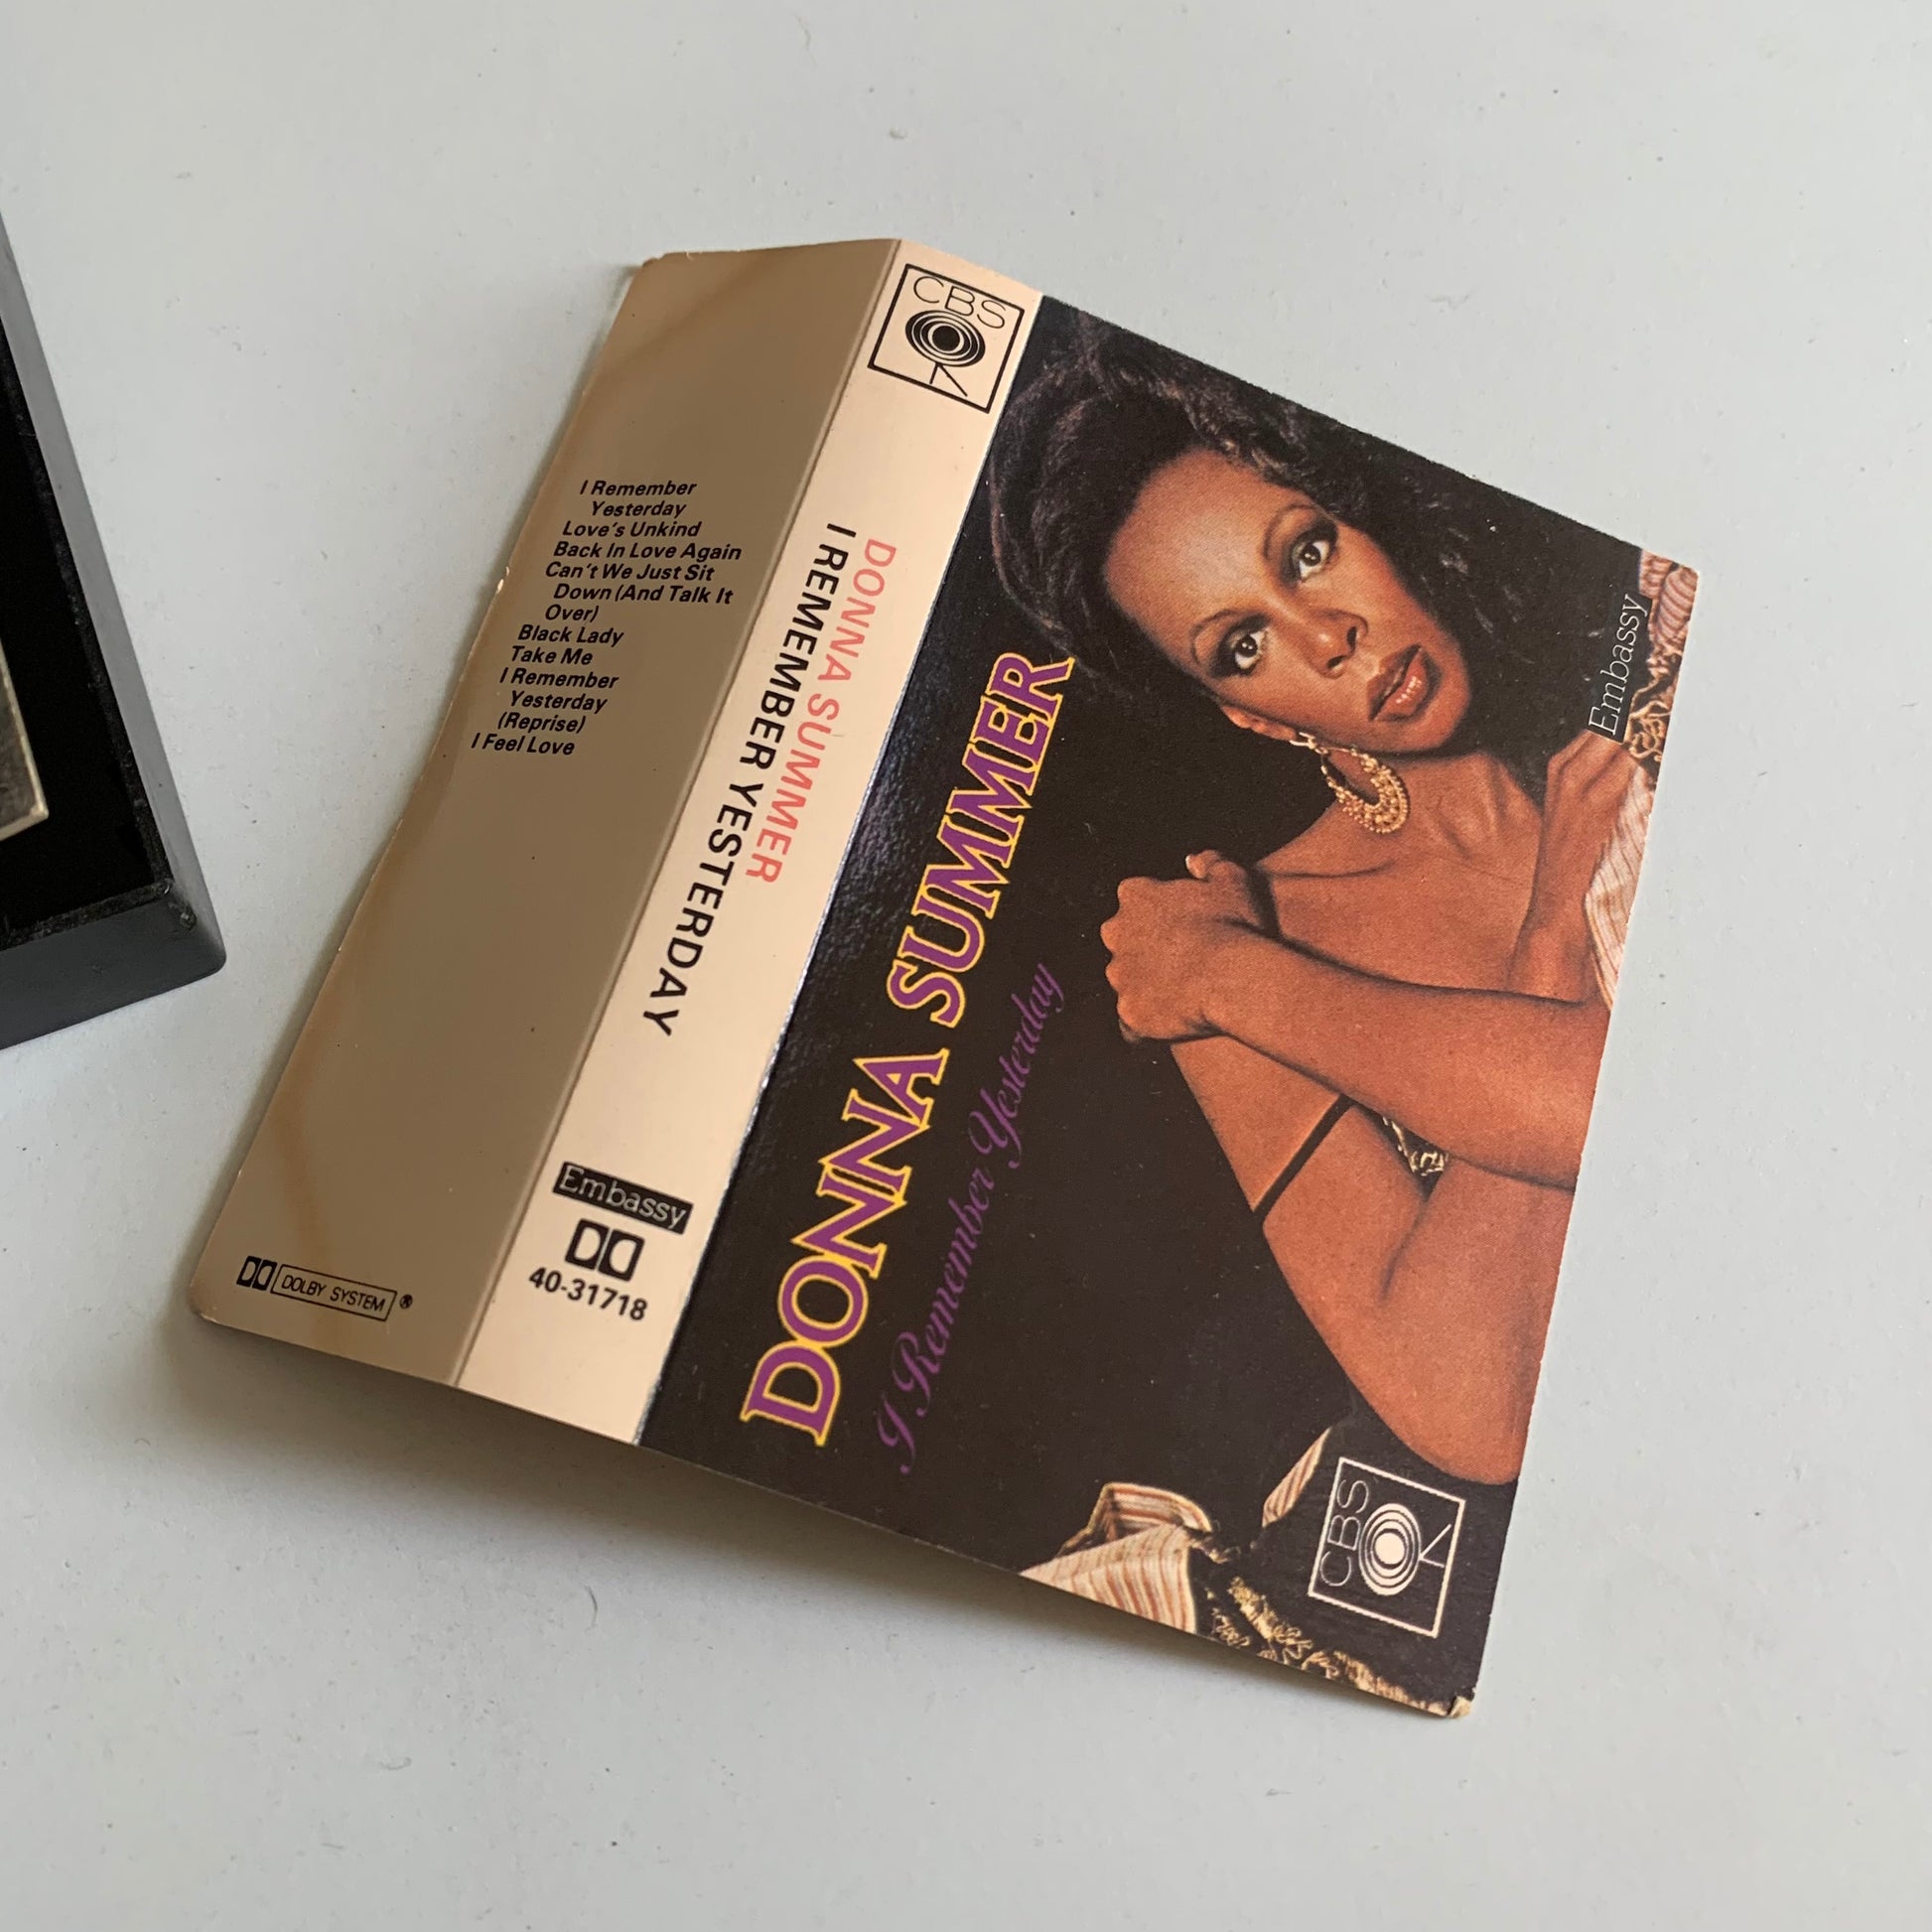 I Remember
Yesterday
Love's Unkind
Back In Love Again
Can't We Just Sit
Down (And Talk It
Over)
Black Lady
Take Me
I Remember
Yesterday
(Reprise)
I Feel Love
DOLBY SYSTEM ®
CBS
DONNA SUMMER
I REMEMBER YESTERDAY
Embassy
40-31718
DONNA SUMMER
I Remember Yesterday
Embassy
CBS